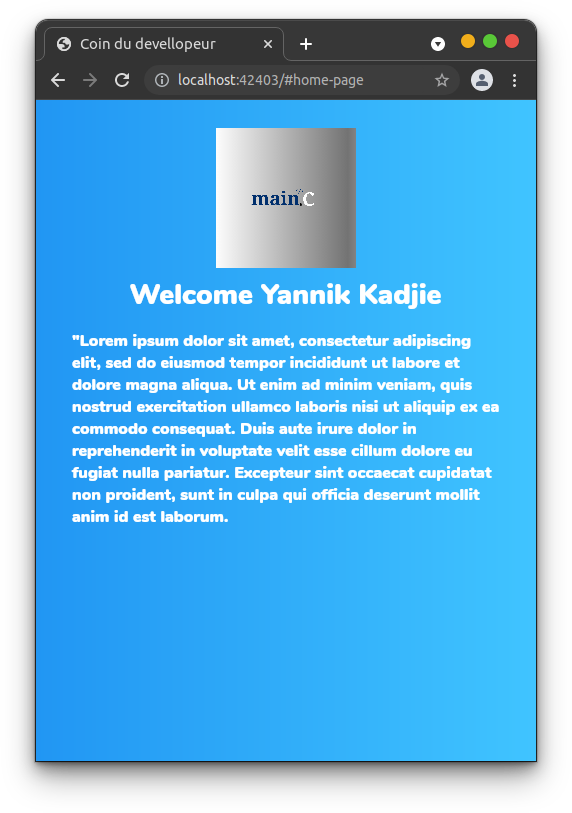 Coin du devellopeur
localhost:42403/#home-page
main.C
Welcome Yannik Kadjie
"Lorem ipsum dolor sit amet, consectetur adipiscing
elit, sed do eiusmod tempor incididunt ut labore et
dolore magna aliqua. Ut enim ad minim veniam, quis
nostrud exercitation ullamco laboris nisi ut aliquip ex ea
commodo consequat. Duis aute irure dolor in
reprehenderit in voluptate velit esse cillum dolore eu
fugiat nulla pariatur. Excepteur sint occaecat cupidatat
non proident, sunt in culpa qui officia deserunt mollit
anim id est laborum.